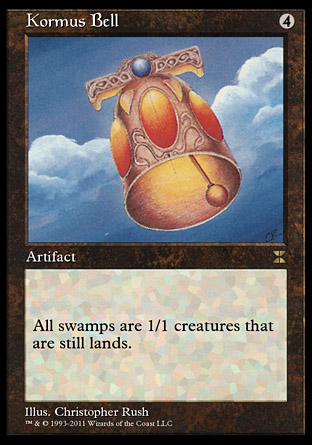 Kormus Bell 4
Artifact
All swamps are 1/1 creatures that
are still lands.
Illus. Christopher Rush
™ & © 1993-2011 Wizards of the Coast LLC